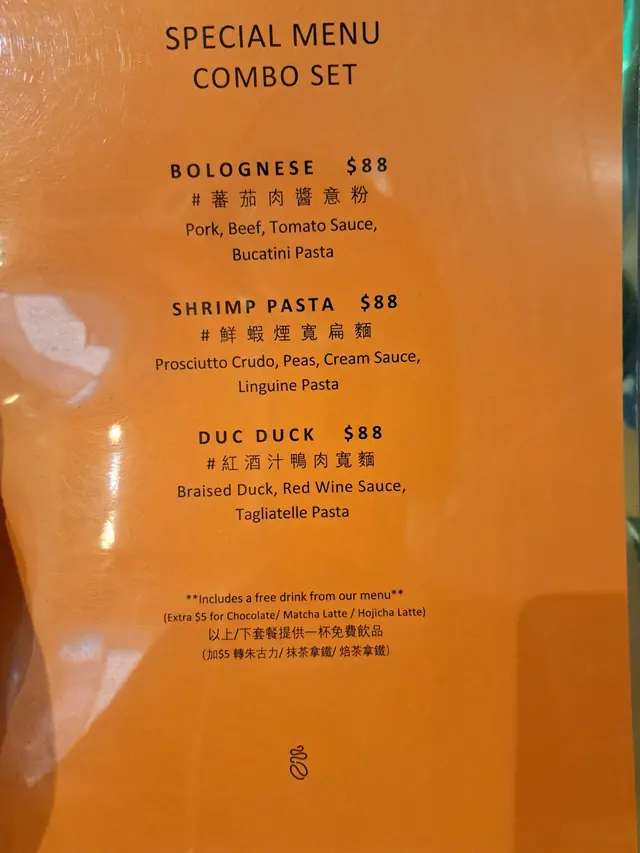 SPECIAL MENU
COMBO SET
BOLOGNESE $88
#蕃茄肉醬意粉
Pork, Beef, Tomato Sauce,
Bucatini Pasta
SHRIMP PASTA $88
#鮮蝦煙寬扁麵
Prosciutto Crudo, Peas, Cream Sauce,
Linguine Pasta
DUC DUCK $88
#紅酒汁鴨肉寬麵
Braised Duck, Red Wine Sauce,
Tagliatelle Pasta
**Includes a free drink from our menu**
(Extra $5 for Chocolate/ Matcha Latte / Hojicha Latte)
以上/下套餐提供一杯免費飲品
（加$5 轉朱古力/ 抹茶拿鐵/ 焙茶拿鐵）